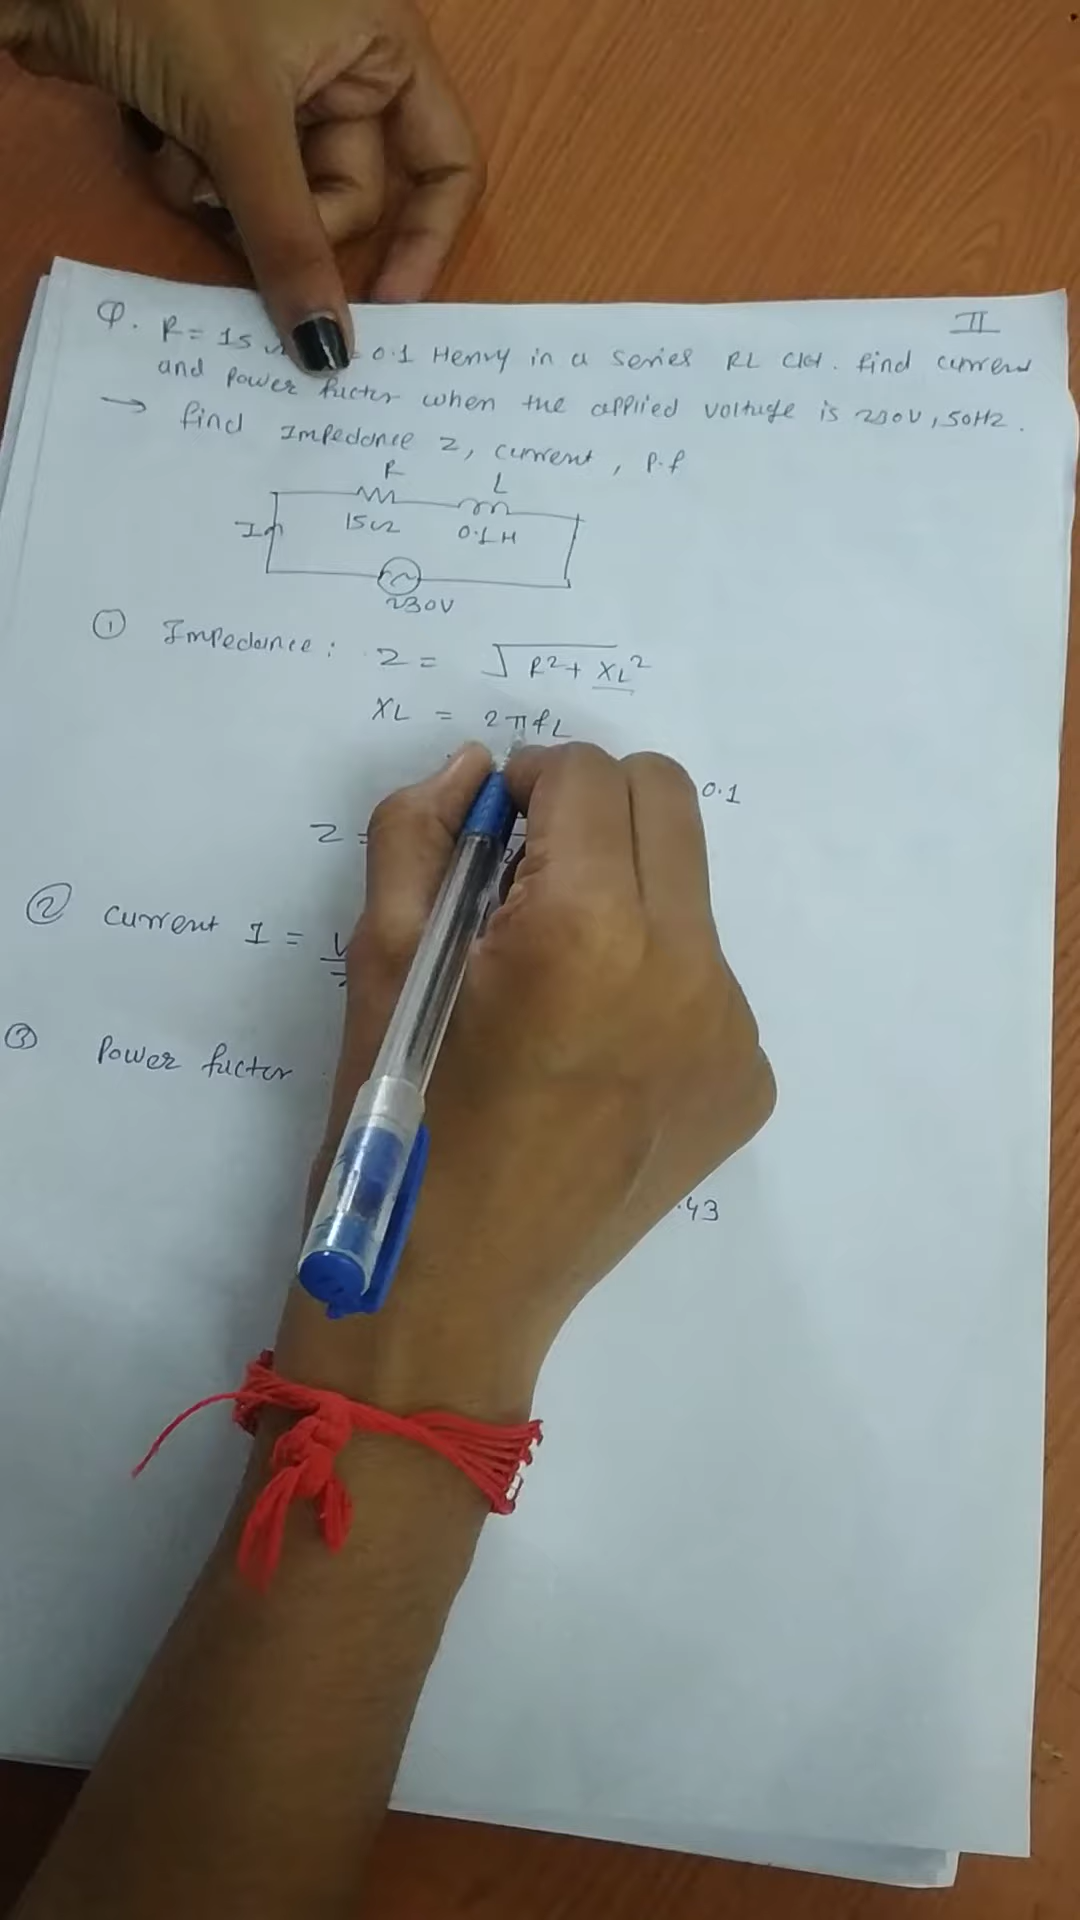 Q. R = 15 = 0.1 Henry in a series RL ckt. find current
II
and Power factor when the applied voltage is 230V, 50HZ.
→ find Impedance Z, current, P.f
R L
I 15Ω 0.1H
230V
① Impedance: Z = √R²+ XL²
XL = 2πfL
0.1
Z =
② current I = V
③ Power factor
.43